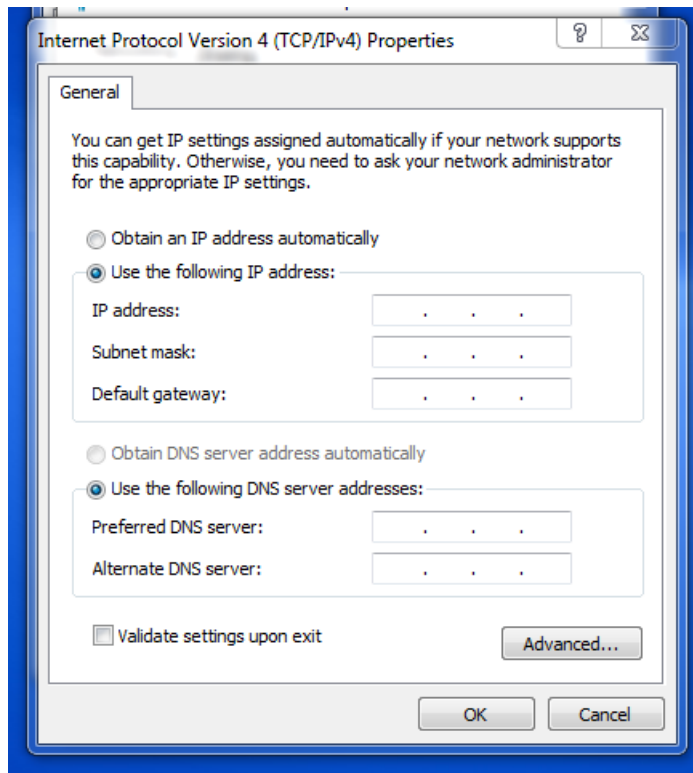 Internet Protocol Version 4 (TCP/IPv4) Properties
General
You can get IP settings assigned automatically if your network supports
this capability. Otherwise, you need to ask your network administrator
for the appropriate IP settings.
Obtain an IP address automatically
Use the following IP address:
IP address: . . .
Subnet mask: . . .
Default gateway: . . .
Obtain DNS server address automatically
Use the following DNS server addresses:
Preferred DNS server: . . .
Alternate DNS server: . . .
Validate settings upon exit
Advanced...
OK Cancel